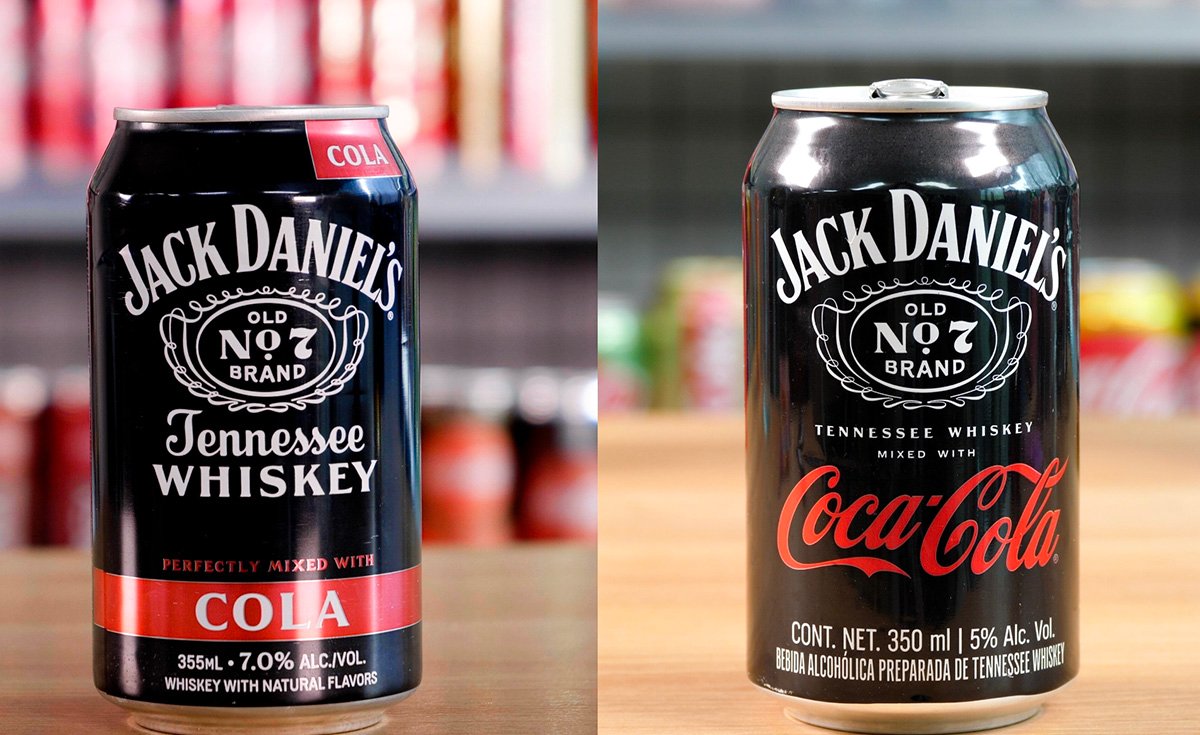 COLA
JACK DANIEL'S
OLD
No. 7
BRAND
Tennessee
WHISKEY
PERFECTLY MIXED WITH
COLA
355ML • 7.0% ALC./VOL.
WHISKEY WITH NATURAL FLAVORS
JACK DANIEL'S
OLD
No. 7
BRAND
TENNESSEE WHISKEY
MIXED WITH
Coca-Cola
CONT. NET. 350 ml | 5% Alc. Vol.
BEBIDA ALCOHÓLICA PREPARADA DE TENNESSEE WHISKEY